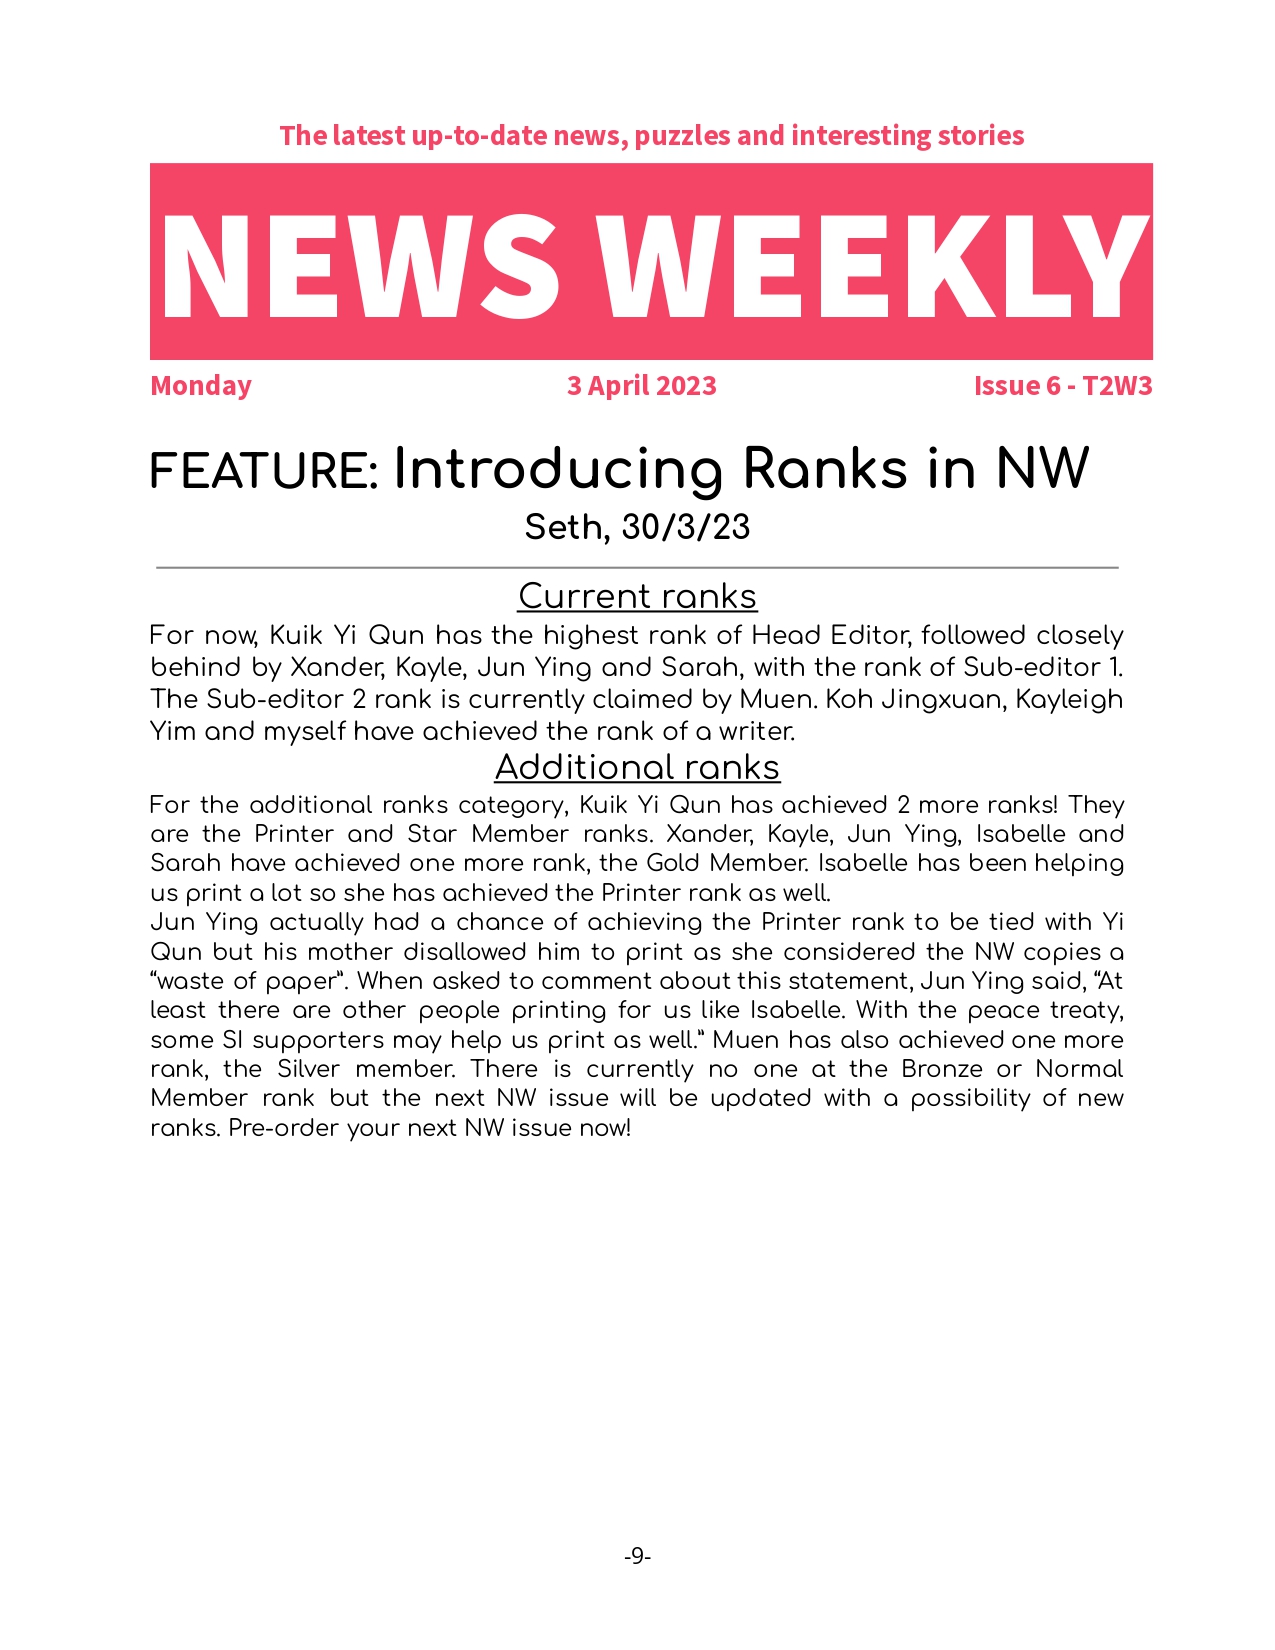 The latest up-to-date news, puzzles and interesting stories
NEWS WEEKLY
Monday 3 April 2023 Issue 6 - T2W3
FEATURE: Introducing Ranks in NW
Seth, 30/3/23
Current ranks
For now, Kuik Yi Qun has the highest rank of Head Editor, followed closely
behind by Xander, Kayle, Jun Ying and Sarah, with the rank of Sub-editor 1.
The Sub-editor 2 rank is currently claimed by Muen. Koh Jingxuan, Kayleigh
Yim and myself have achieved the rank of a writer.
Additional ranks
For the additional ranks category, Kuik Yi Qun has achieved 2 more ranks! They
are the Printer and Star Member ranks. Xander, Kayle, Jun Ying, Isabelle and
Sarah have achieved one more rank, the Gold Member. Isabelle has been helping
us print a lot so she has achieved the Printer rank as well.
Jun Ying actually had a chance of achieving the Printer rank to be tied with Yi
Qun but his mother disallowed him to print as she considered the NW copies a
“waste of paper”. When asked to comment about this statement, Jun Ying said, “At
least there are other people printing for us like Isabelle. With the peace treaty,
some SI supporters may help us print as well.” Muen has also achieved one more
rank, the Silver member. There is currently no one at the Bronze or Normal
Member rank but the next NW issue will be updated with a possibility of new
ranks. Pre-order your next NW issue now!
-9-